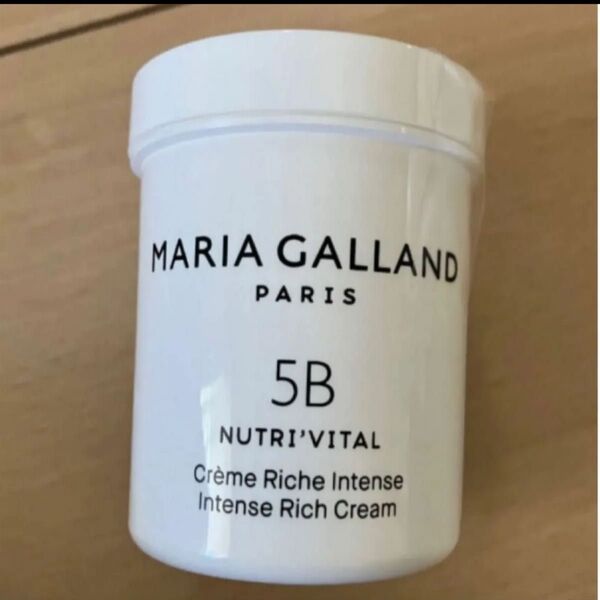 MARIA GALLAND
PARIS
5B
NUTRI'VITAL
Crème Riche Intense
Intense Rich Cream